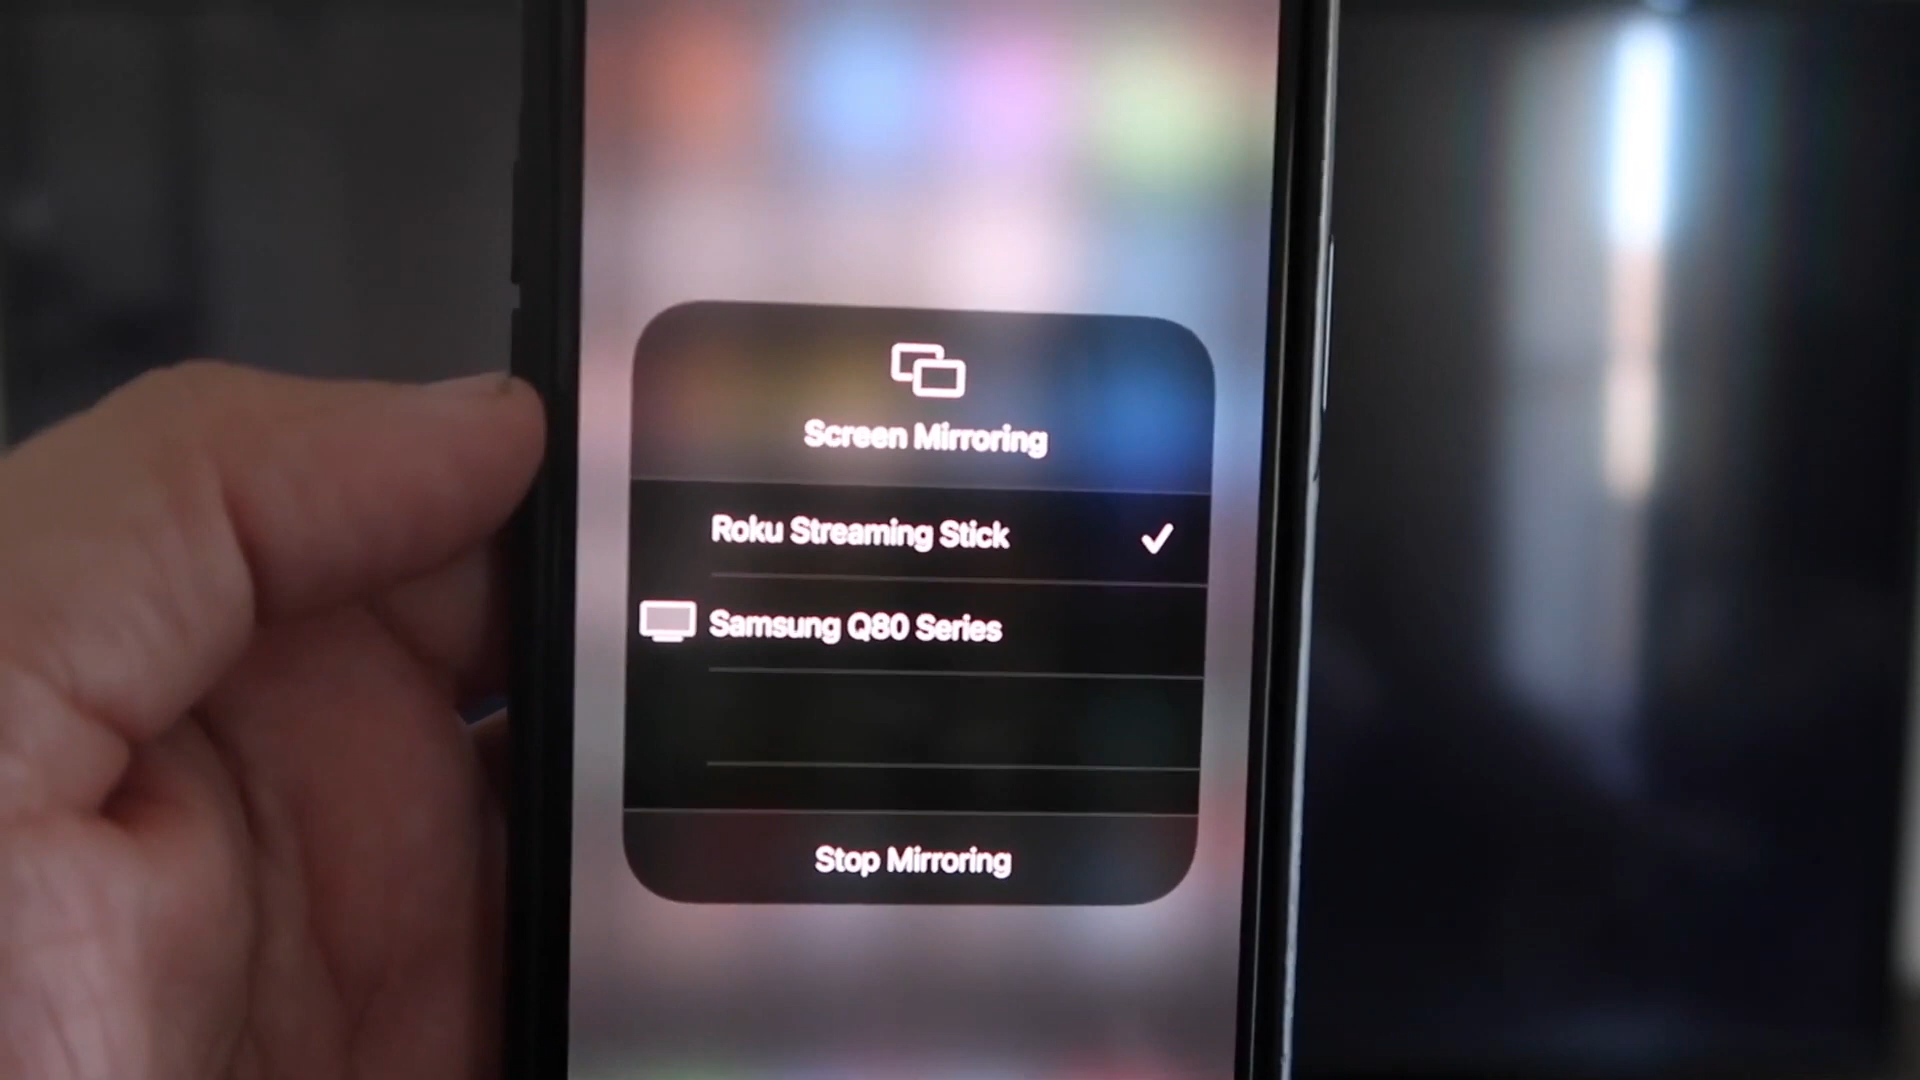 Screen Mirroring
Roku Streaming Stick
Samsung Q80 Series
Stop Mirroring